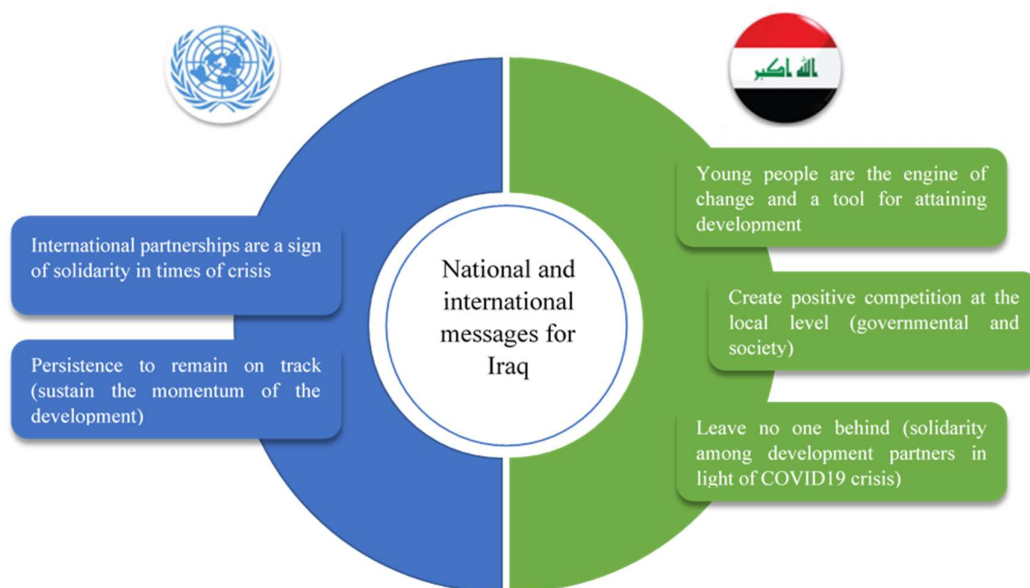 الله اكبر
International partnerships are a sign
of solidarity in times of crisis
Persistence to remain on track
(sustain the momentum of the
development)
National and
international
messages for
Iraq
Young people are the engine of
change and a tool for attaining
development
Create positive competition at the
local level (governmental and
society)
Leave no one behind (solidarity
among development partners in
light of COVID19 crisis)